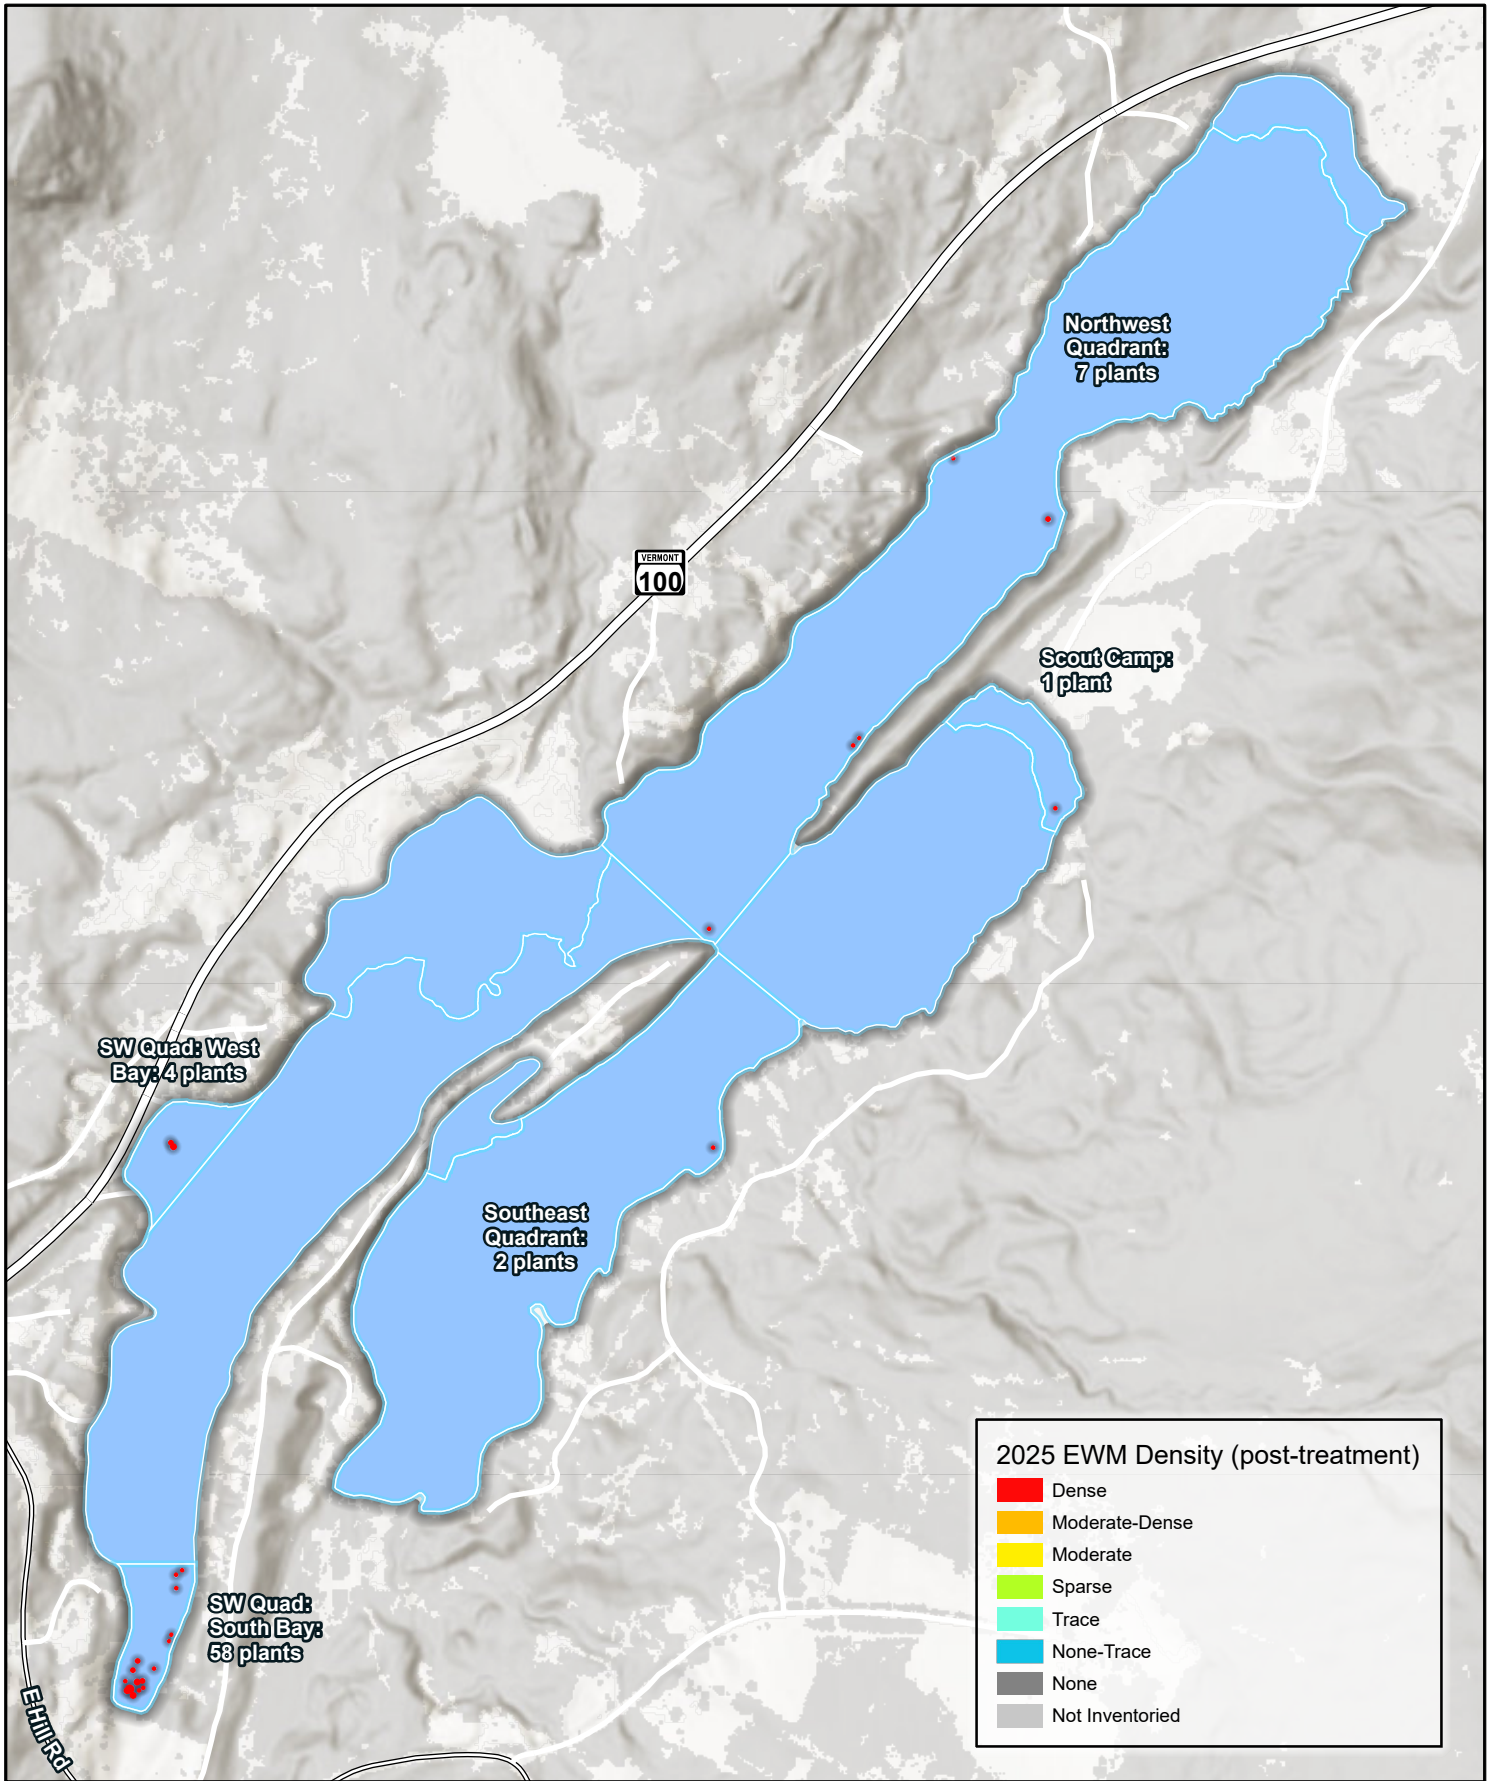 Northwest
Quadrant:
7 plants
VERMONT
100
Scout Camp:
1 plant
SW Quad: West
Bay: 4 plants
Southeast
Quadrant:
2 plants
SW Quad:
South Bay:
58 plants
E Hill Rd
2025 EWM Density (post-treatment)
Dense
Moderate-Dense
Moderate
Sparse
Trace
None-Trace
None
Not Inventoried